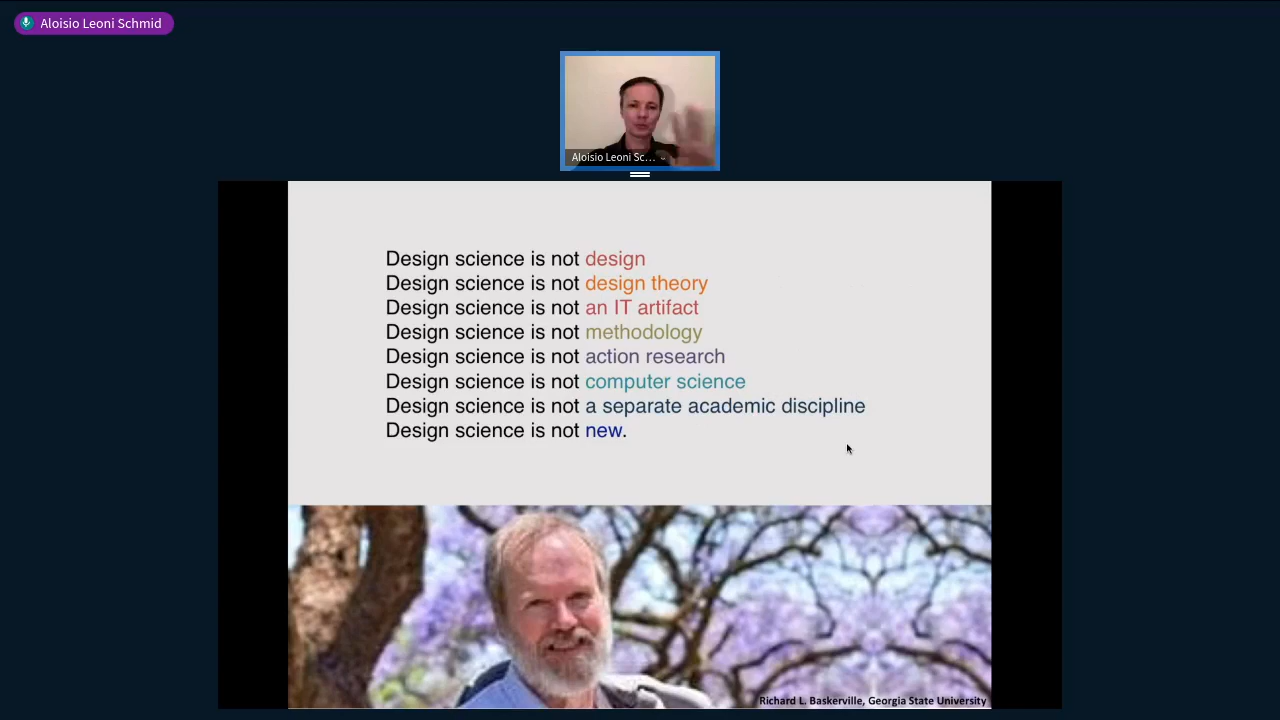 Aloisio Leoni Schmid
Aloisio Leoni Sc...
Design science is not design
Design science is not design theory
Design science is not an IT artifact
Design science is not methodology
Design science is not action research
Design science is not computer science
Design science is not a separate academic discipline
Design science is not new.
Richard L. Baskerville, Georgia State University